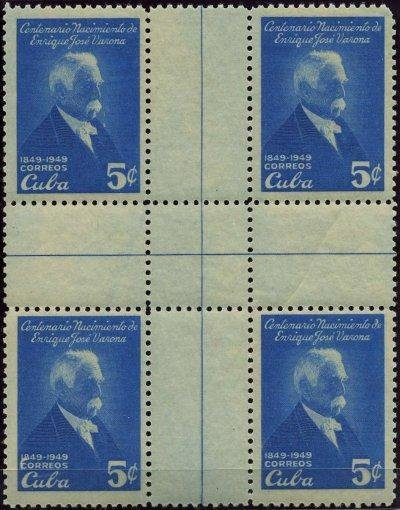 Centenario Nacimiento de
Enrique José Varona
1849-1949
CORREOS
Cuba 5¢
Centenario Nacimiento de
Enrique José Varona
1849-1949
CORREOS
Cuba 5¢
Centenario Nacimiento de
Enrique José Varona
1849-1949
CORREOS
Cuba 5¢
Centenario Nacimiento de
Enrique José Varona
1849-1949
CORREOS
Cuba 5¢